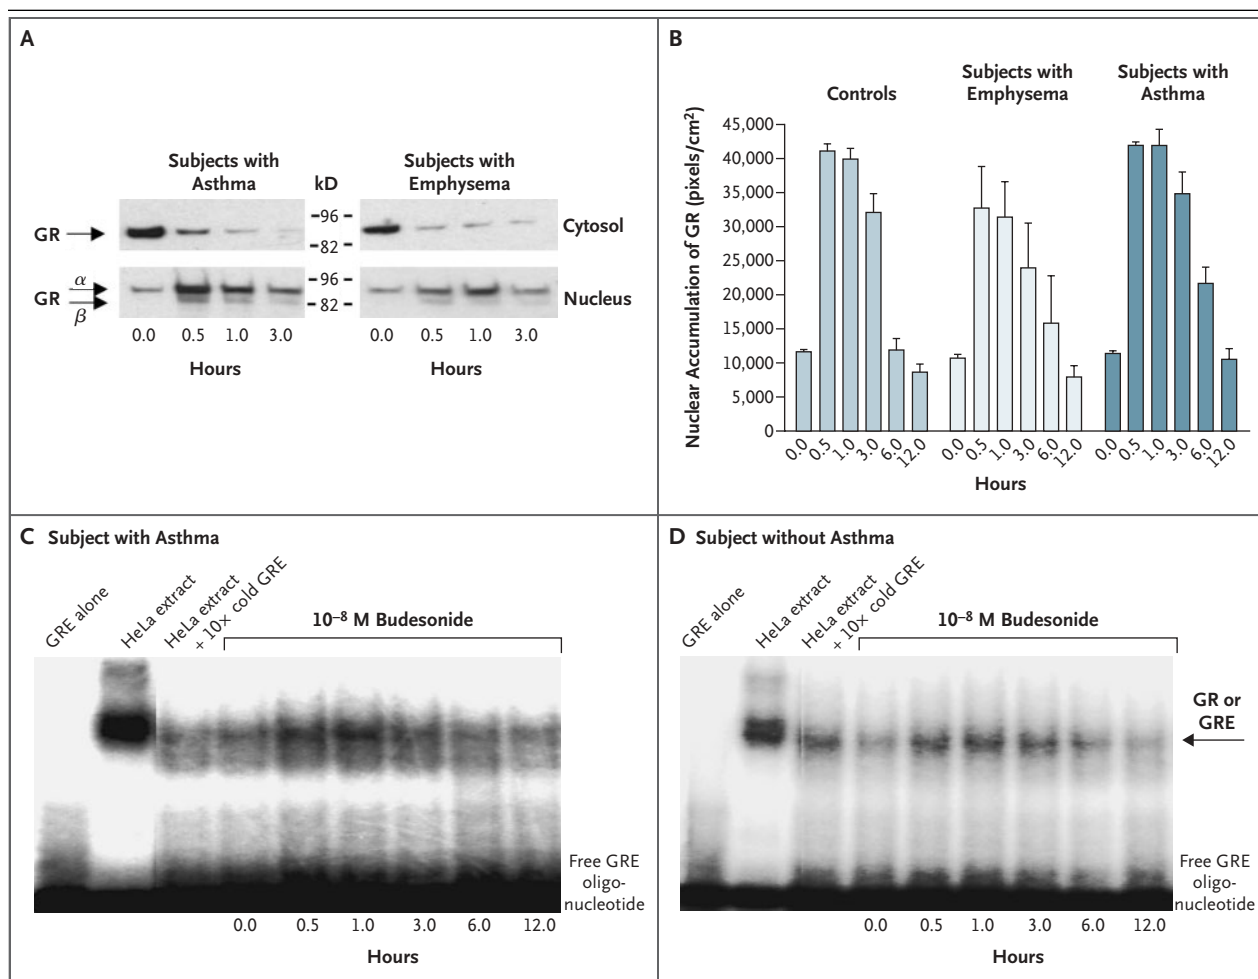 A
Subjects with
Asthma
kD
Subjects with
Emphysema
GR
96
82
Cytosol
GR
α
β
96
82
Nucleus
0.0 0.5 1.0 3.0
0.0 0.5 1.0 3.0
Hours
Hours
B
Controls
Subjects with
Emphysema
Subjects with
Asthma
Nuclear Accumulation of GR (pixels/cm²)
45,000
40,000
35,000
30,000
25,000
20,000
15,000
10,000
5,000
0
0.0 0.5 1.0 3.0 6.0 12.0
0.0 0.5 1.0 3.0 6.0 12.0
0.0 0.5 1.0 3.0 6.0 12.0
Hours
C Subject with Asthma
GRE alone
HeLa extract
HeLa extract
+ 10× cold GRE
10⁻⁸ M Budesonide
Free GRE
oligo-
nucleotide
0.0 0.5 1.0 3.0 6.0 12.0
Hours
D Subject without Asthma
GRE alone
HeLa extract
HeLa extract
+ 10× cold GRE
10⁻⁸ M Budesonide
GR or
GRE
Free GRE
oligo-
nucleotide
0.0 0.5 1.0 3.0 6.0 12.0
Hours